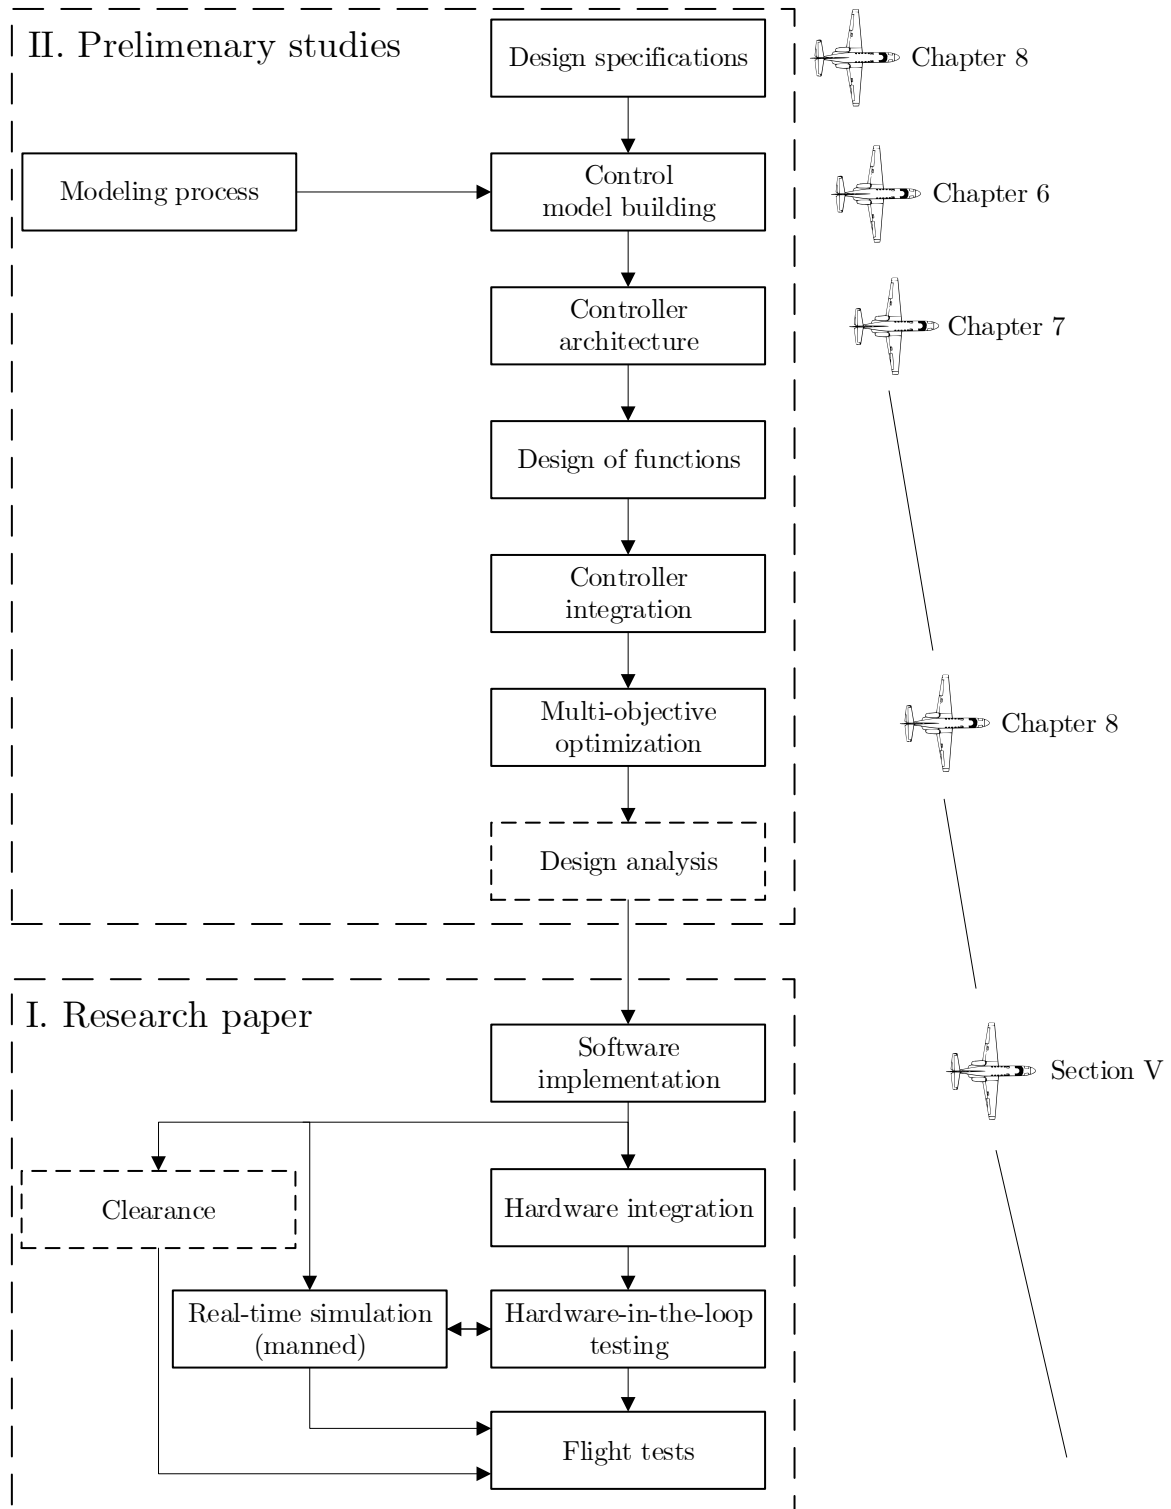 II. Prelimenary studies
Design specifications
Chapter 8
Modeling process
Control
model building
Chapter 6
Controller
architecture
Chapter 7
Design of functions
Controller
integration
Multi-objective
optimization
Chapter 8
Design analysis
I. Research paper
Software
implementation
Section V
Clearance
Hardware integration
Real-time simulation
(manned)
Hardware-in-the-loop
testing
Flight tests